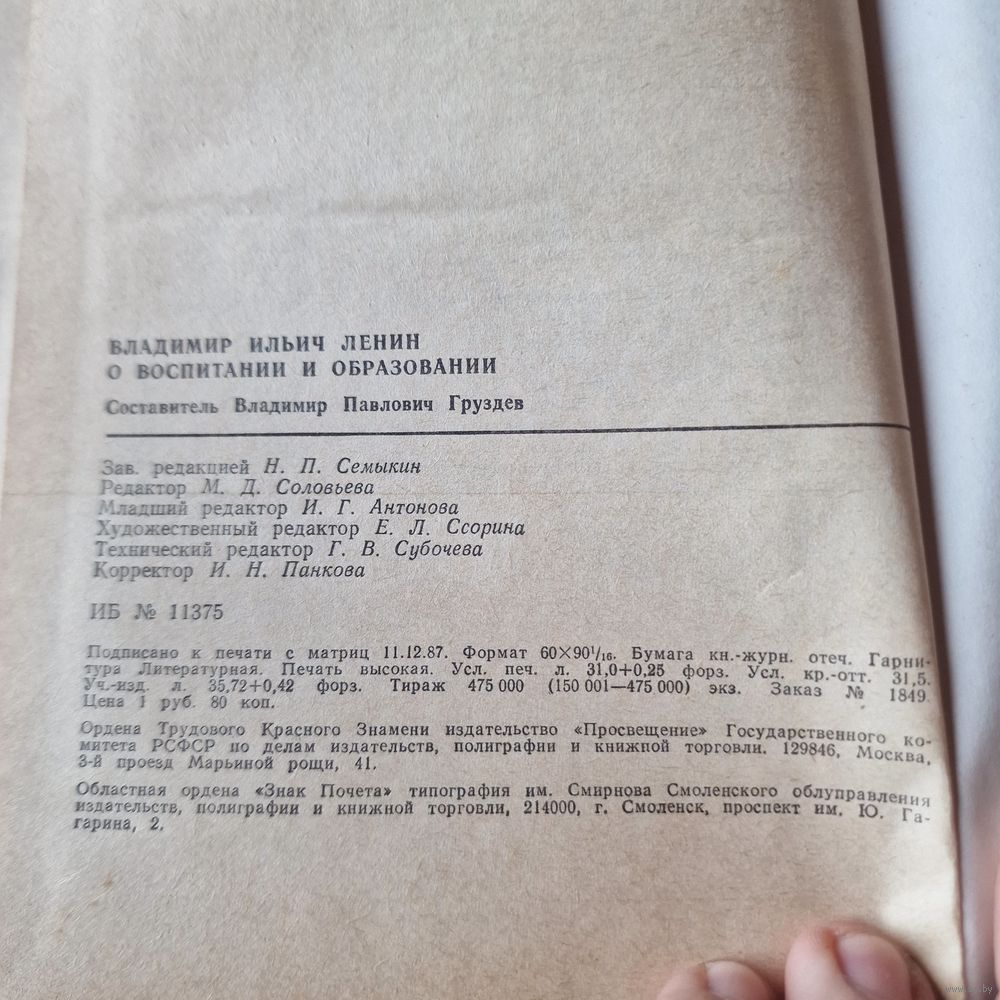 ВЛАДИМИР ИЛЬИЧ ЛЕНИН
О ВОСПИТАНИИ И ОБРАЗОВАНИИ
Составитель Владимир Павлович Груздев
Зав. редакцией Н. П. Семыкин
Редактор М. Д. Соловьева
Младший редактор И. Г. Антонова
Художественный редактор Е. Л. Ссорина
Технический редактор Г. В. Субочева
Корректор И. Н. Панкова
ИБ № 11375
Подписано к печати с матриц 11.12.87. Формат 60×90¹/₁₆. Бумага кн.-журн. отеч. Гарни-
тура Литературная. Печать высокая. Усл. печ. л. 31,0+0,25 форз. Усл. кр.-отт. 31,5.
Уч.-изд. л. 35,72+0,42 форз. Тираж 475 000 (150 001—475 000) экз. Заказ № 1849.
Цена 1 руб. 80 коп.
Ордена Трудового Красного Знамени издательство «Просвещение» Государственного ко-
митета РСФСР по делам издательств, полиграфии и книжной торговли. 129846, Москва,
3-й проезд Марьиной рощи, 41.
Областная ордена «Знак Почета» типография им. Смирнова Смоленского облуправления
издательств, полиграфии и книжной торговли, 214000, г. Смоленск, проспект им. Ю. Га-
гарина, 2.